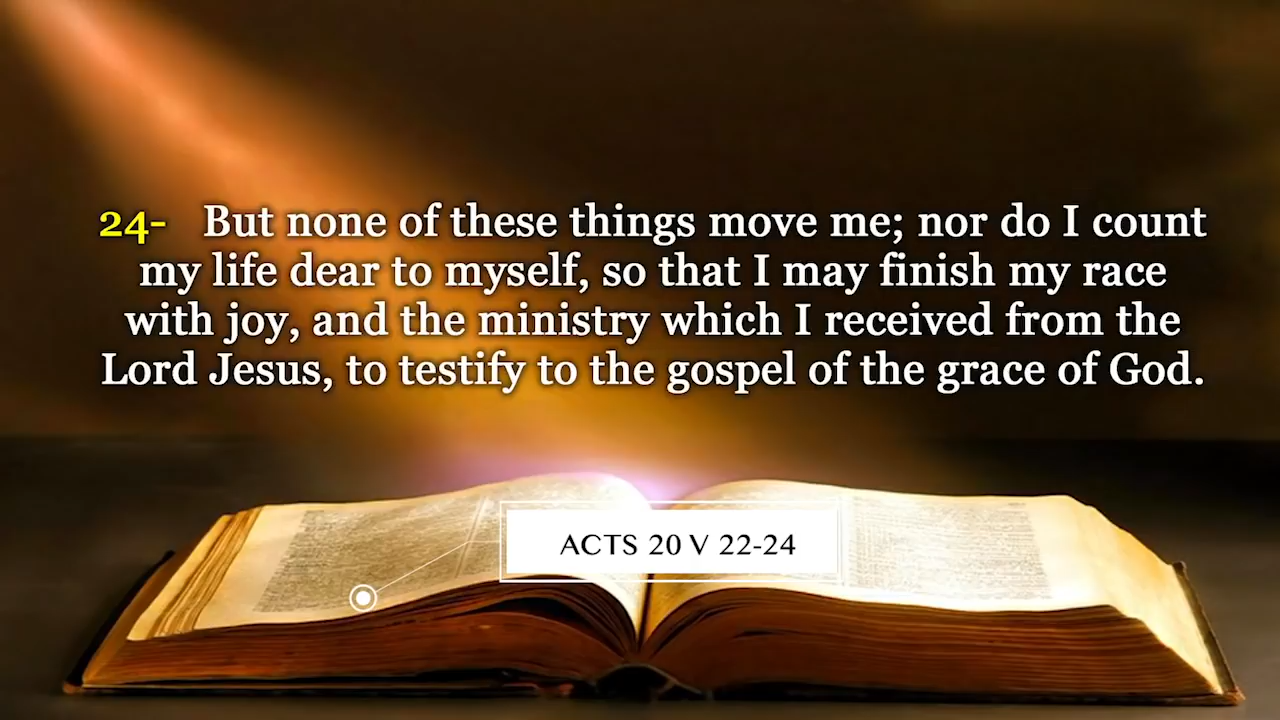 24- But none of these things move me; nor do I count
my life dear to myself, so that I may finish my race
with joy, and the ministry which I received from the
Lord Jesus, to testify to the gospel of the grace of God.
ACTS 20 V 22-24